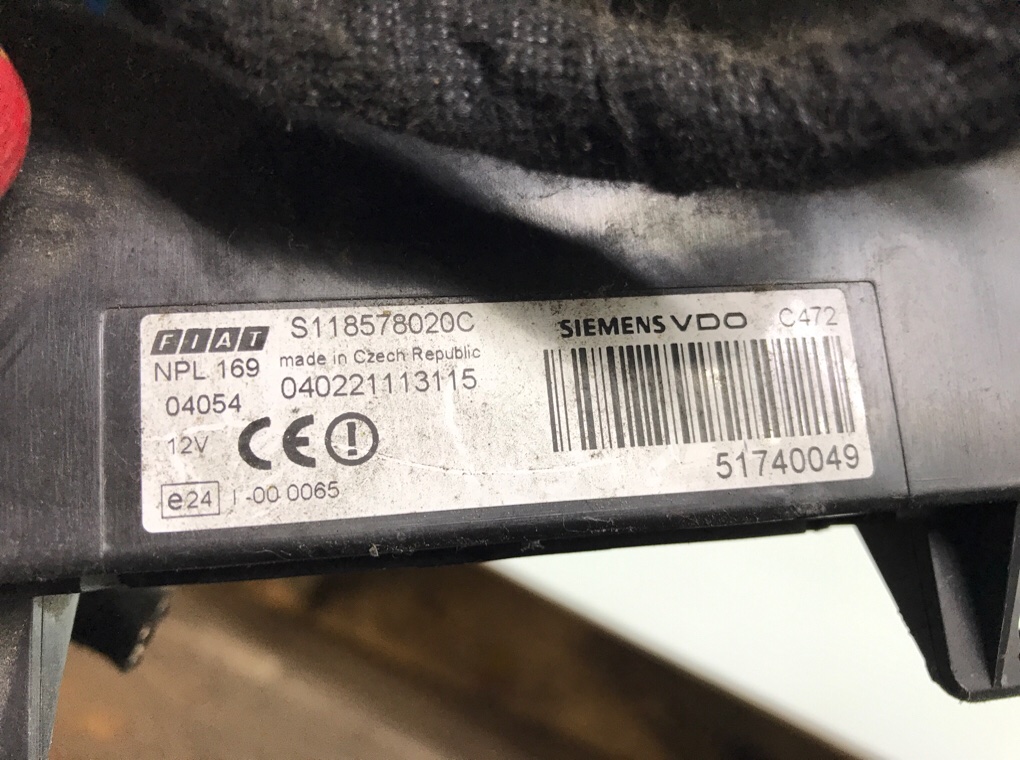 FIAT S118578020C SIEMENS VDO C472
NPL 169 made in Czech Republic
04054 040221113115
12V CE
51740049
e24 I-00 0065